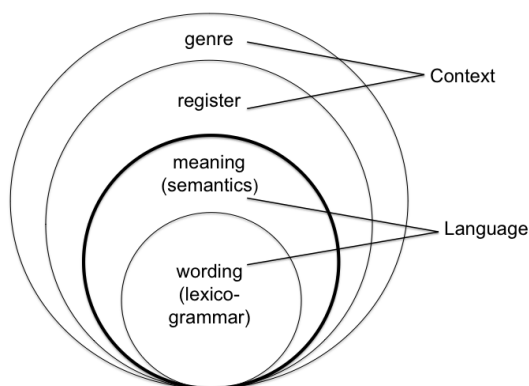 genre
Context
register
meaning
(semantics)
Language
wording
(lexico-
grammar)